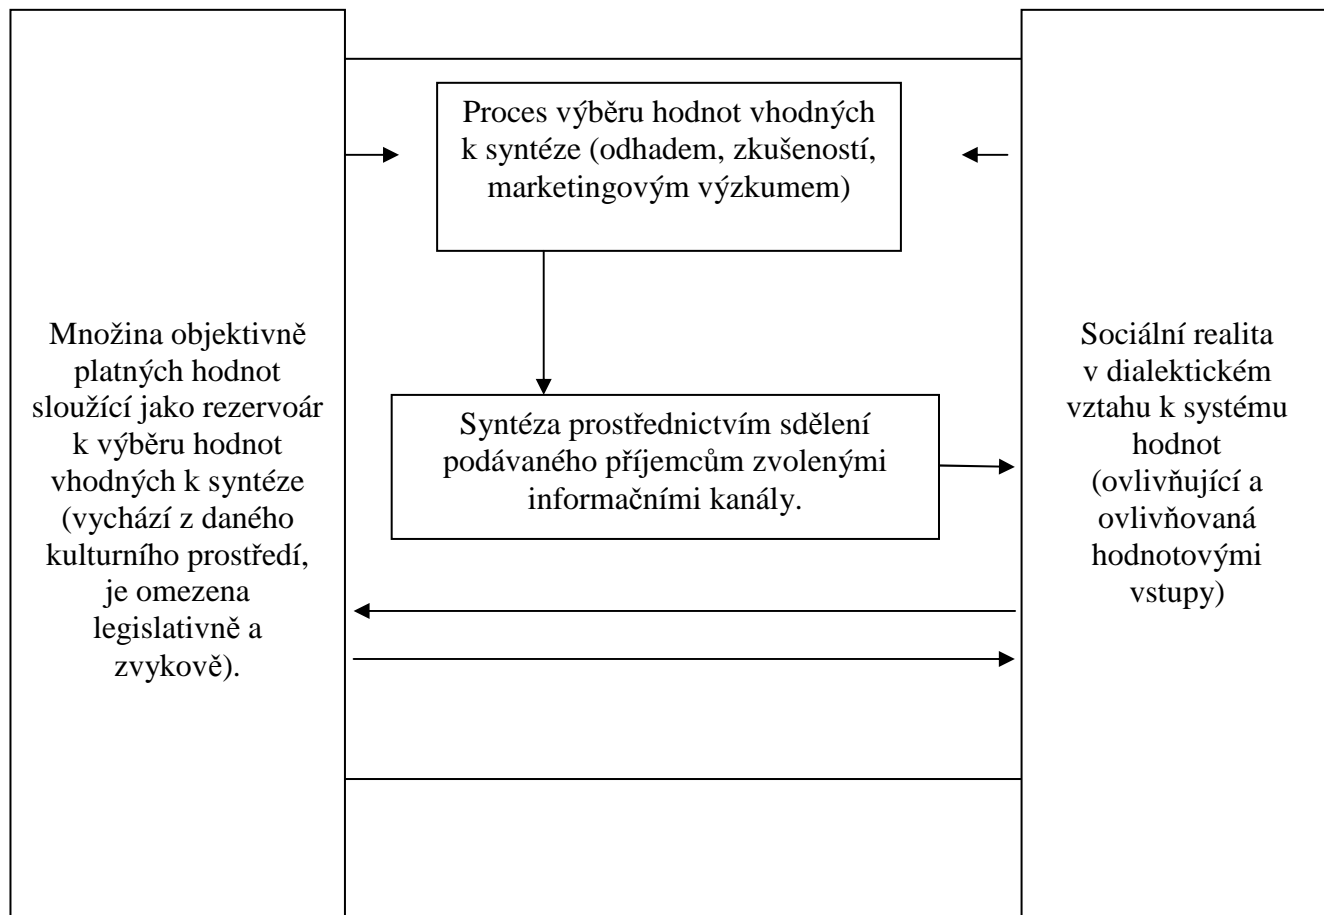 Proces výběru hodnot vhodných
k syntéze (odhadem, zkušeností,
marketingovým výzkumem)
Množina objektivně
platných hodnot
sloužící jako rezervoár
k výběru hodnot
vhodných k syntéze
(vychází z daného
kulturního prostředí,
je omezena
legislativně a
zvykově).
Syntéza prostřednictvím sdělení
podávaného příjemcům zvolenými
informačními kanály.
Sociální realita
v dialektickém
vztahu k systému
hodnot
(ovlivňující a
ovlivňovaná
hodnotovými
vstupy)